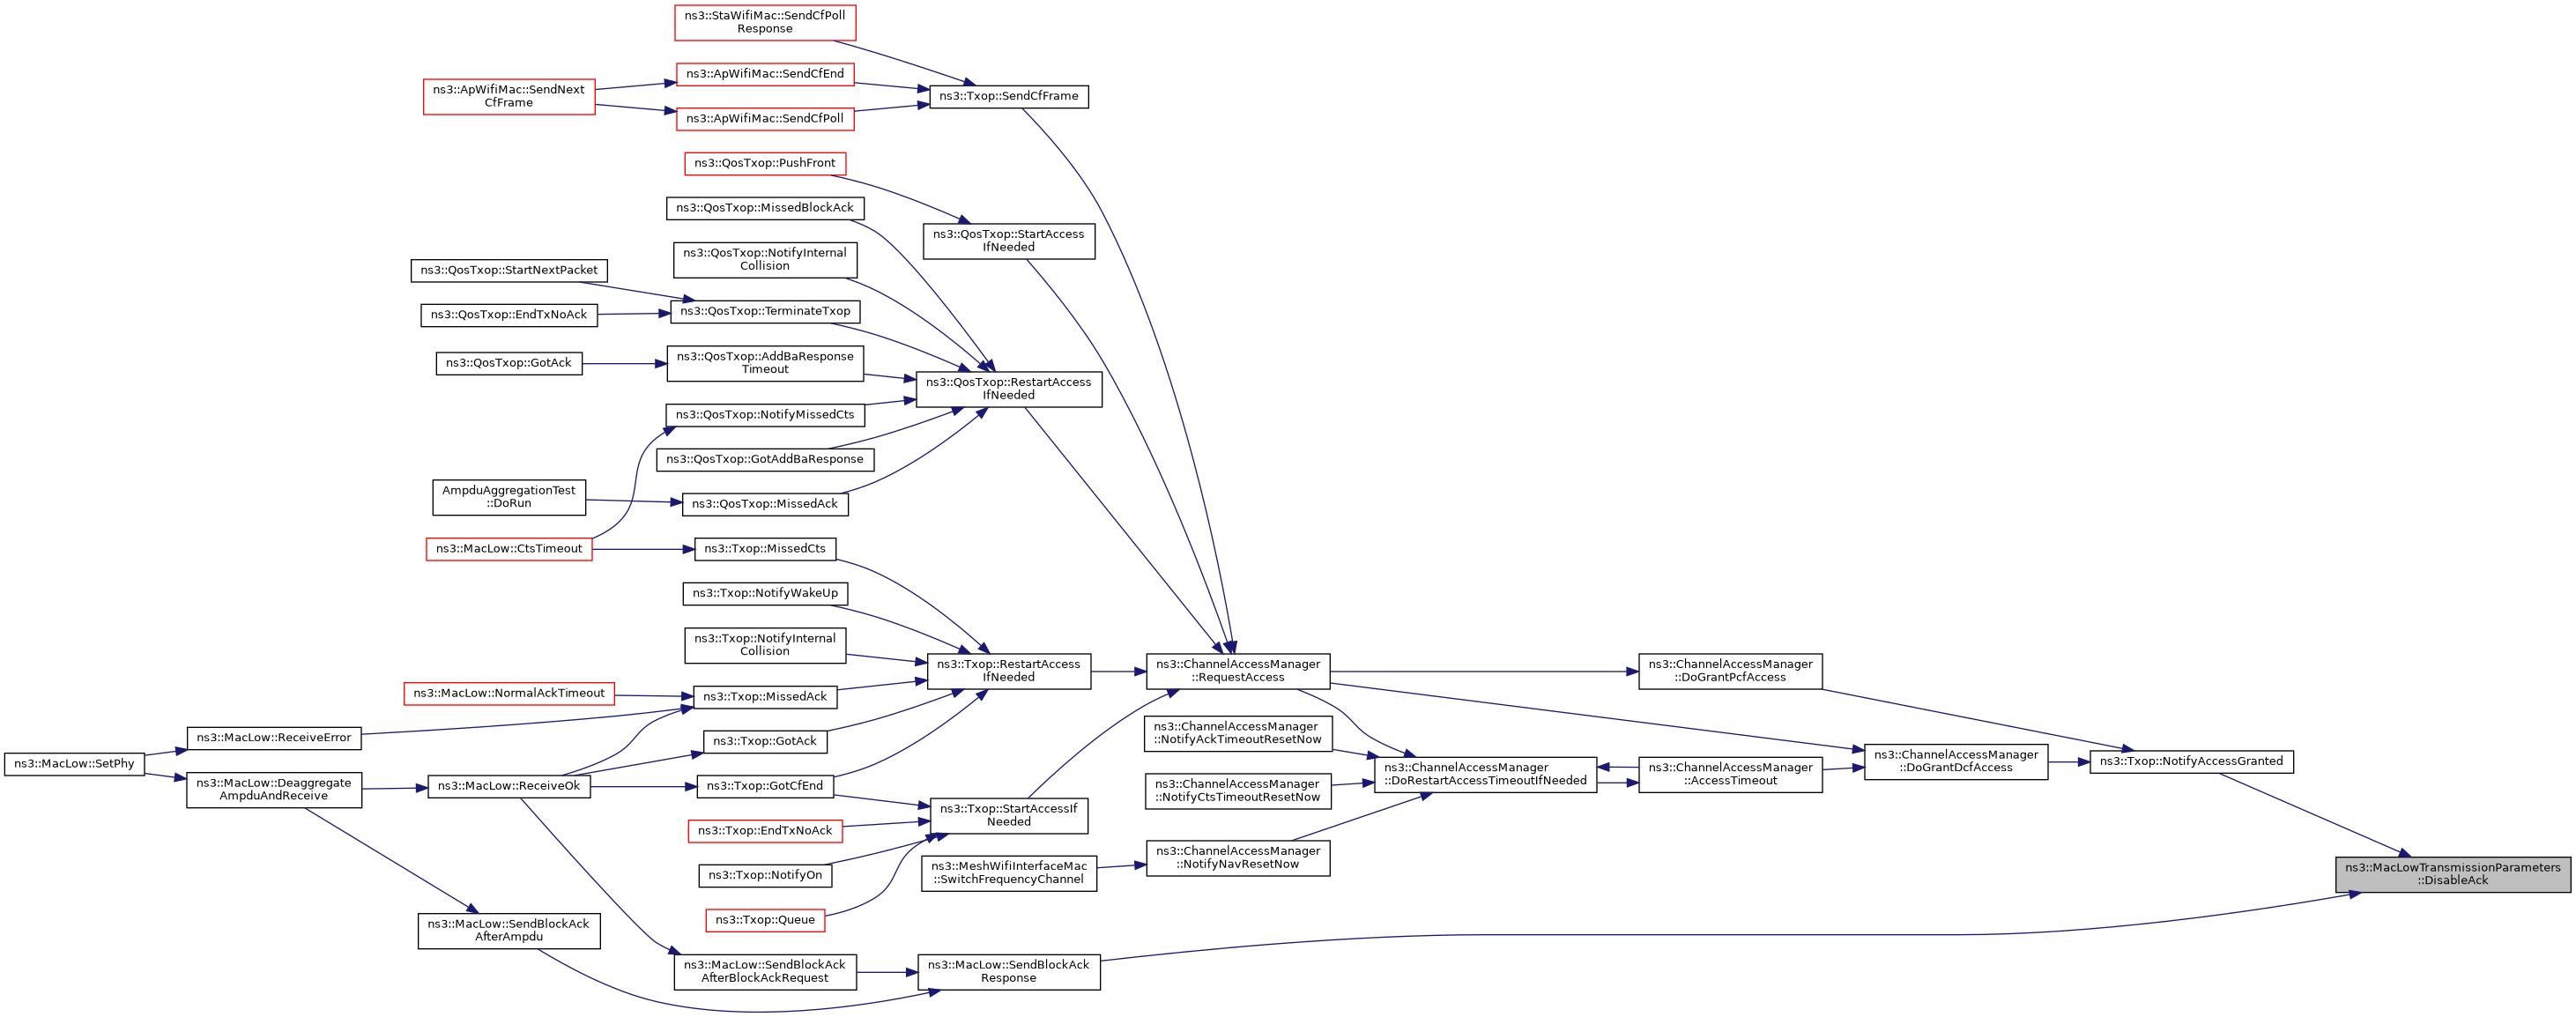 ns3::StaWifiMac::SendCfPoll
Response
ns3::ApWifiMac::SendCfEnd
ns3::ApWifiMac::SendNext
CfFrame
ns3::Txop::SendCfFrame
ns3::ApWifiMac::SendCfPoll
ns3::QosTxop::PushFront
ns3::QosTxop::MissedBlockAck
ns3::QosTxop::StartAccess
IfNeeded
ns3::QosTxop::NotifyInternal
Collision
ns3::QosTxop::StartNextPacket
ns3::QosTxop::EndTxNoAck
ns3::QosTxop::TerminateTxop
ns3::QosTxop::GotAck
ns3::QosTxop::AddBaResponse
Timeout
ns3::QosTxop::RestartAccess
IfNeeded
ns3::QosTxop::NotifyMissedCts
ns3::QosTxop::GotAddBaResponse
AmpduAggregationTest
::DoRun
ns3::QosTxop::MissedAck
ns3::MacLow::CtsTimeout
ns3::Txop::MissedCts
ns3::Txop::NotifyWakeUp
ns3::Txop::NotifyInternal
Collision
ns3::Txop::RestartAccess
IfNeeded
ns3::ChannelAccessManager
::RequestAccess
ns3::ChannelAccessManager
::DoGrantPcfAccess
ns3::MacLow::NormalAckTimeout
ns3::Txop::MissedAck
ns3::MacLow::ReceiveError
ns3::Txop::GotAck
ns3::ChannelAccessManager
::NotifyAckTimeoutResetNow
ns3::MacLow::SetPhy
ns3::MacLow::Deaggregate
AmpduAndReceive
ns3::MacLow::ReceiveOk
ns3::Txop::GotCfEnd
ns3::ChannelAccessManager
::NotifyCtsTimeoutResetNow
ns3::ChannelAccessManager
::DoRestartAccessTimeoutIfNeeded
ns3::ChannelAccessManager
::AccessTimeout
ns3::ChannelAccessManager
::DoGrantDcfAccess
ns3::Txop::NotifyAccessGranted
ns3::Txop::StartAccessIf
Needed
ns3::Txop::EndTxNoAck
ns3::Txop::NotifyOn
ns3::MeshWifiInterfaceMac
::SwitchFrequencyChannel
ns3::ChannelAccessManager
::NotifyNavResetNow
ns3::MacLowTransmissionParameters
::DisableAck
ns3::Txop::Queue
ns3::MacLow::SendBlockAck
AfterAmpdu
ns3::MacLow::SendBlockAck
AfterBlockAckRequest
ns3::MacLow::SendBlockAck
Response